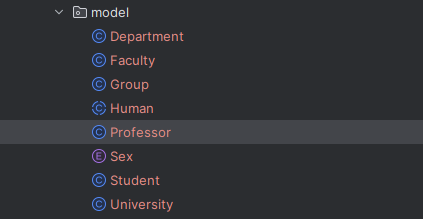 model
Department
Faculty
Group
Human
Professor
Sex
Student
University